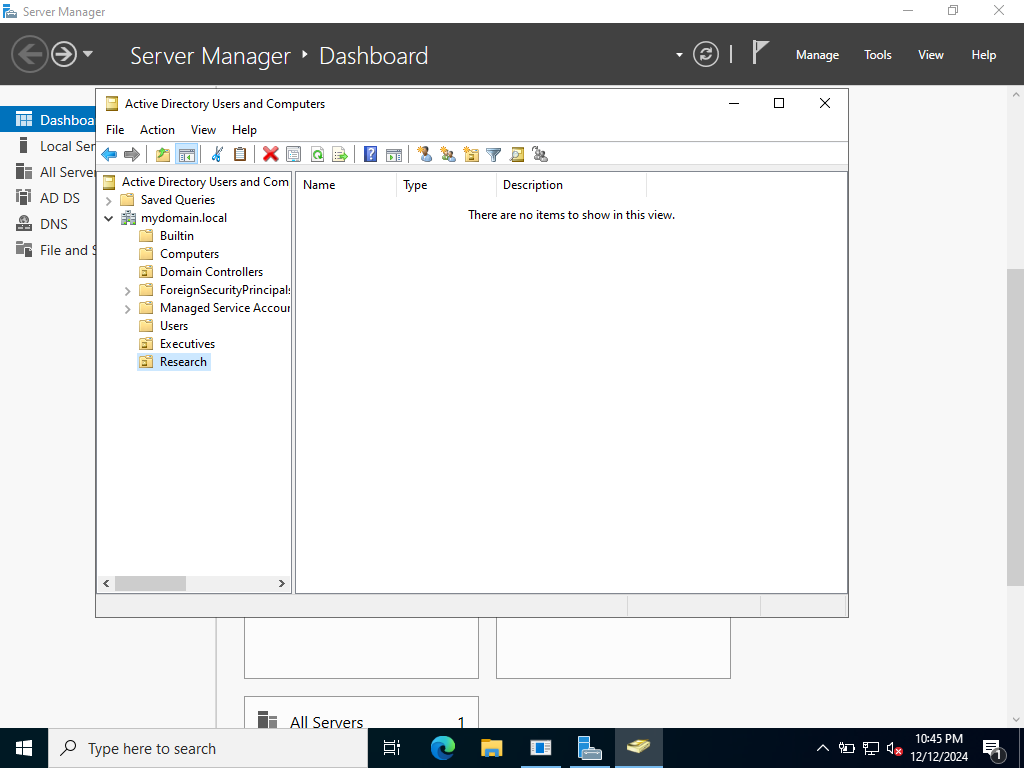 Server Manager
Server Manager
Dashboard
Manage
Tools
View
Help
Dashboa
Local Ser
All Server
AD DS
DNS
File and S
Active Directory Users and Computers
File
Action
View
Help
Active Directory Users and Com
Saved Queries
mydomain.local
Builtin
Computers
Domain Controllers
ForeignSecurityPrincipals
Managed Service Accour
Users
Executives
Research
Name
Type
Description
There are no items to show in this view.
All Servers
1
Type here to search
10:45 PM
12/12/2024
1